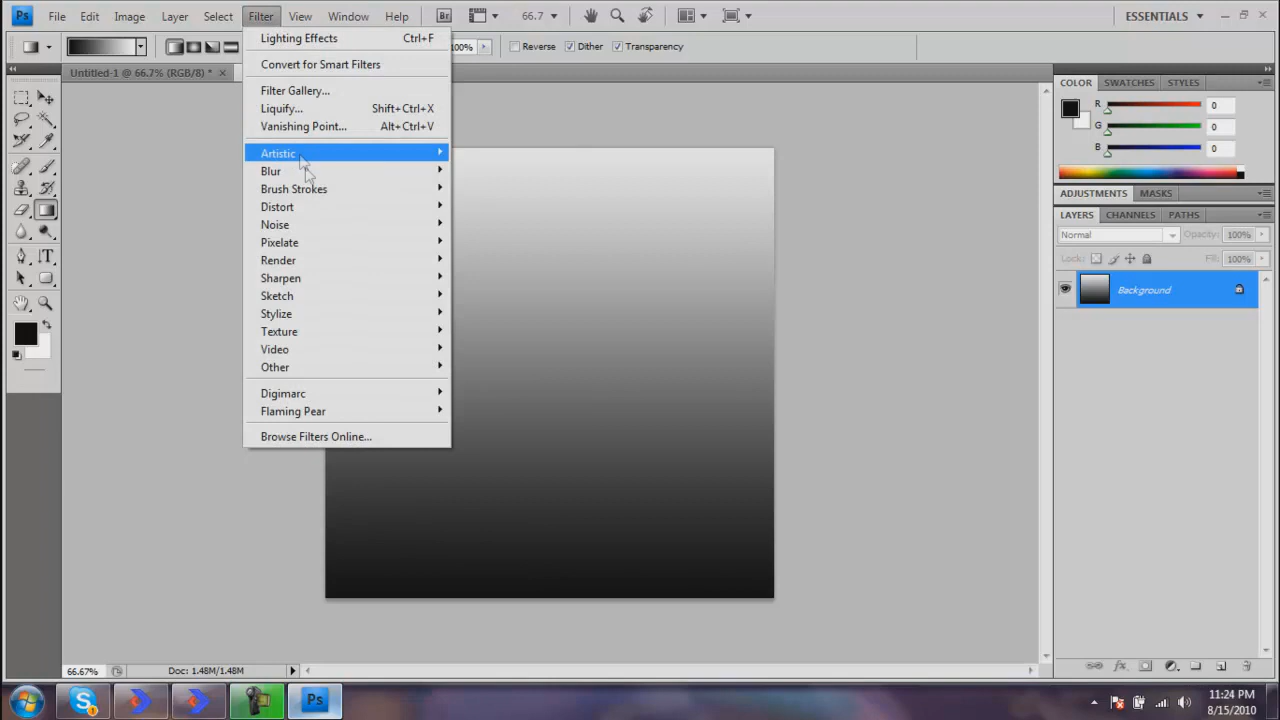 Ps File Edit Image Layer Select Filter View Window Help Br 66.7 ESSENTIALS
100% Reverse Dither Transparency
Untitled-1 @ 66.7% (RGB/8) *
Lighting Effects Ctrl+F
Convert for Smart Filters
Filter Gallery...
Liquify... Shift+Ctrl+X
Vanishing Point... Alt+Ctrl+V
Artistic
Blur
Brush Strokes
Distort
Noise
Pixelate
Render
Sharpen
Sketch
Stylize
Texture
Video
Other
Digimarc
Flaming Pear
Browse Filters Online...
COLOR SWATCHES STYLES
R 0
G 0
B 0
ADJUSTMENTS MASKS
LAYERS CHANNELS PATHS
Normal Opacity: 100%
Lock: Fill: 100%
Background
66.67% Doc: 1.48M/1.48M
Ps
11:24 PM
8/15/2010